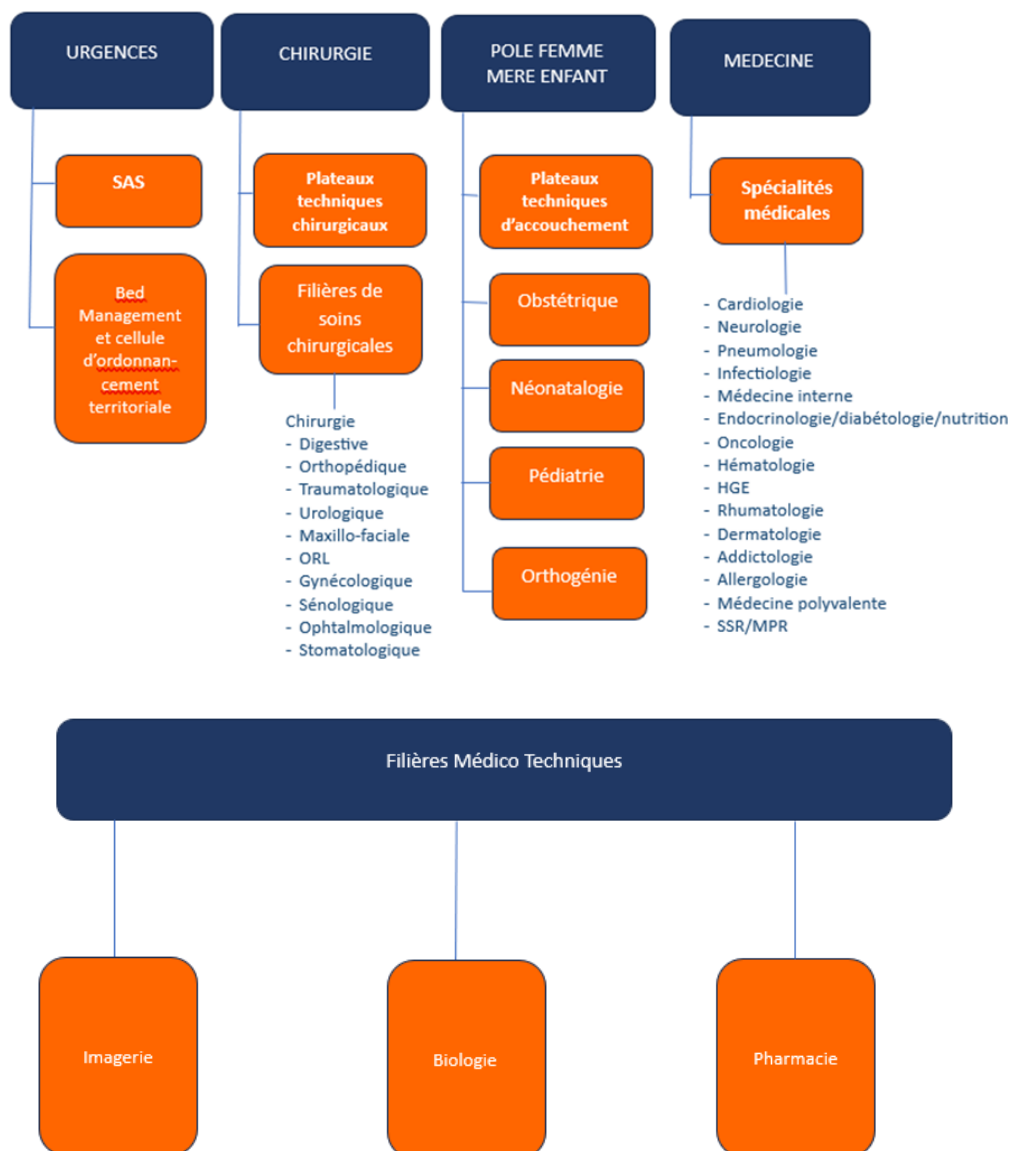 URGENCES
SAS
Bed
Management
et cellule
d'ordonnan-
cement
territoriale
CHIRURGIE
Plateaux
techniques
chirurgicaux
Filières de
soins
chirurgicales
Chirurgie
- Digestive
- Orthopédique
- Traumatologique
- Urologique
- Maxillo-faciale
- ORL
- Gynécologique
- Sénologique
- Ophtalmologique
- Stomatologique
POLE FEMME
MERE ENFANT
Plateaux
techniques
d'accouchement
Obstétrique
Néonatalogie
Pédiatrie
Orthogénie
MEDECINE
Spécialités
médicales
- Cardiologie
- Neurologie
- Pneumologie
- Infectiologie
- Médecine interne
- Endocrinologie/diabétologie/nutrition
- Oncologie
- Hématologie
- HGE
- Rhumatologie
- Dermatologie
- Addictologie
- Allergologie
- Médecine polyvalente
- SSR/MPR
Filières Médico Techniques
Imagerie
Biologie
Pharmacie